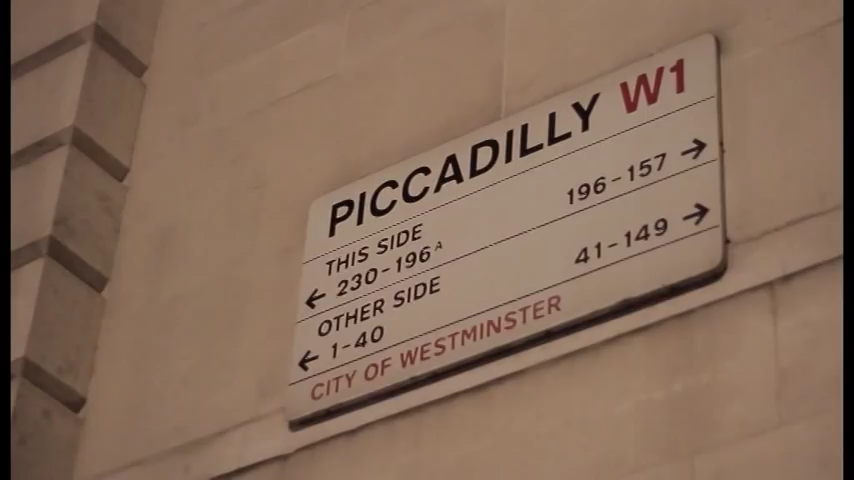 PICCADILLY W1
THIS SIDE
← 230-196A 196-157 →
OTHER SIDE
← 1-40 41-149 →
CITY OF WESTMINSTER